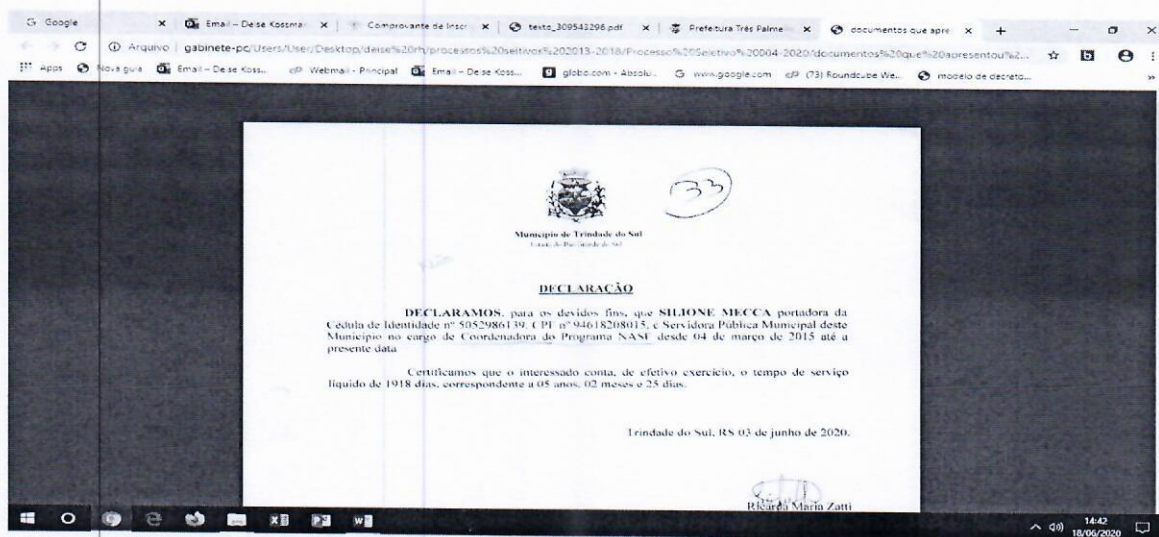 Google
Email – Deise Kossma
Comprovante de Inscr
texto_309543296.pdf
Prefeitura Três Palme
documentos que apre
Arquivo | gabinete-pc/Users/User/Desktop/deise%20rh/processos%20seltivos%202013-2018/Processo%20Seletivo%20004-2020/documentos%20que%20apresentou%2...
Apps
Nova guia
Email – Deise Koss...
Webmail - Principal
Email – Deise Koss...
globo.com - Absolu...
www.google.com
(73) Roundcube We...
modelo de decreto...
33
Município de Trindade do Sul
Estado do Rio Grande do Sul
DECLARAÇÃO
DECLARAMOS, para os devidos fins, que SILIONE MECCA portadora da
Cédula de Identidade nº 5052986139, CPF nº 94618208015, é Servidora Pública Municipal deste
Município no cargo de Coordenadora do Programa NASF desde 04 de março de 2015 até a
presente data
Certificamos que o interessado conta, de efetivo exercício, o tempo de serviço
líquido de 1918 dias, correspondente a 05 anos, 02 meses e 25 dias.
Trindade do Sul, RS 03 de junho de 2020.
Ricarda Maria Zatti
14:42
18/06/2020